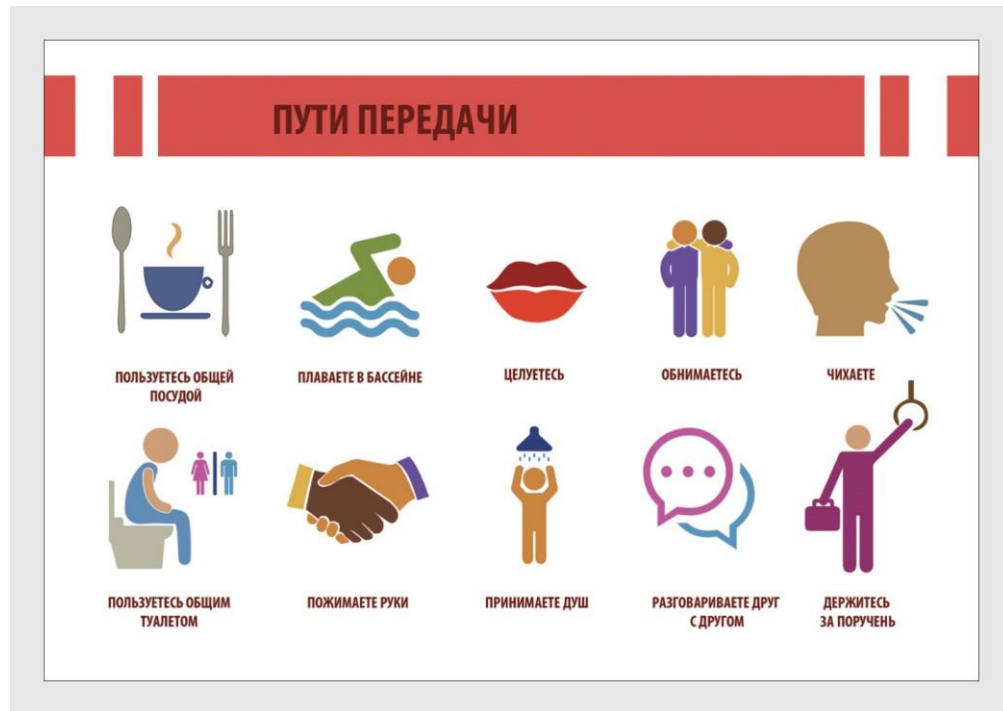 ПУТИ ПЕРЕДАЧИ
ПОЛЬЗУЕТЕСЬ ОБЩЕЙ
ПОСУДОЙ
ПЛАВАЕТЕ В БАССЕЙНЕ
ЦЕЛУЕТЕСЬ
ОБНИМАЕТЕСЬ
ЧИХАЕТЕ
ПОЛЬЗУЕТЕСЬ ОБЩИМ
ТУАЛЕТОМ
ПОЖИМАЕТЕ РУКИ
ПРИНИМАЕТЕ ДУШ
РАЗГОВАРИВАЕТЕ ДРУГ
С ДРУГОМ
ДЕРЖИТЕСЬ
ЗА ПОРУЧЕНЬ